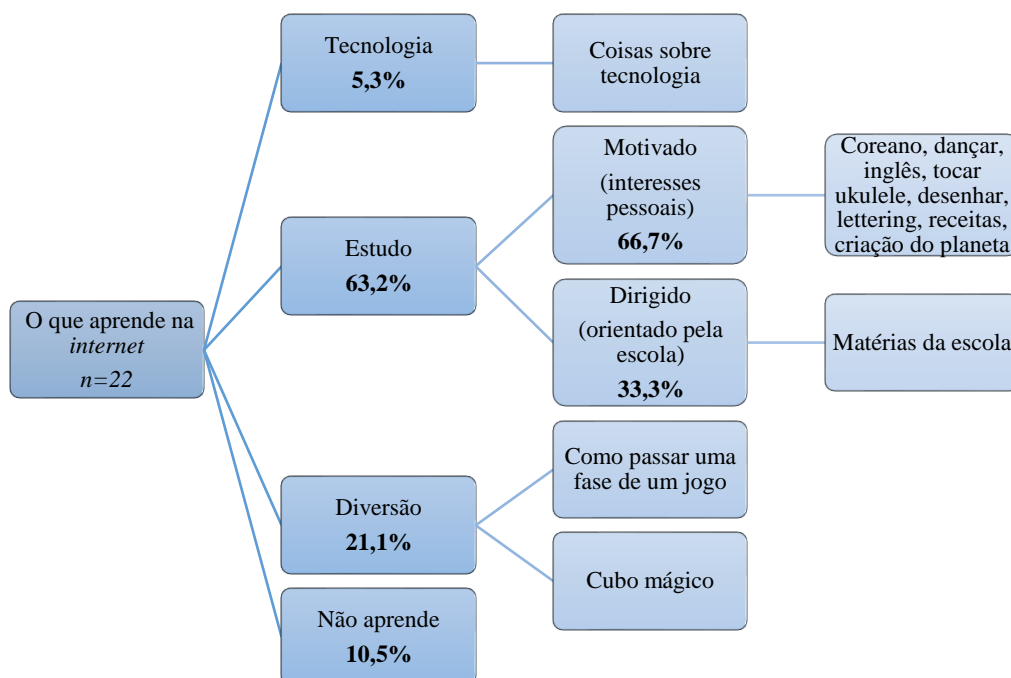 O que aprende na
internet
n=22
Tecnologia
5,3%
Coisas sobre
tecnologia
Estudo
63,2%
Motivado
(interesses
pessoais)
66,7%
Coreano, dançar,
inglês, tocar
ukulele, desenhar,
lettering, receitas,
criação do planeta
Dirigido
(orientado pela
escola)
33,3%
Matérias da escola
Diversão
21,1%
Como passar uma
fase de um jogo
Cubo mágico
Não aprende
10,5%